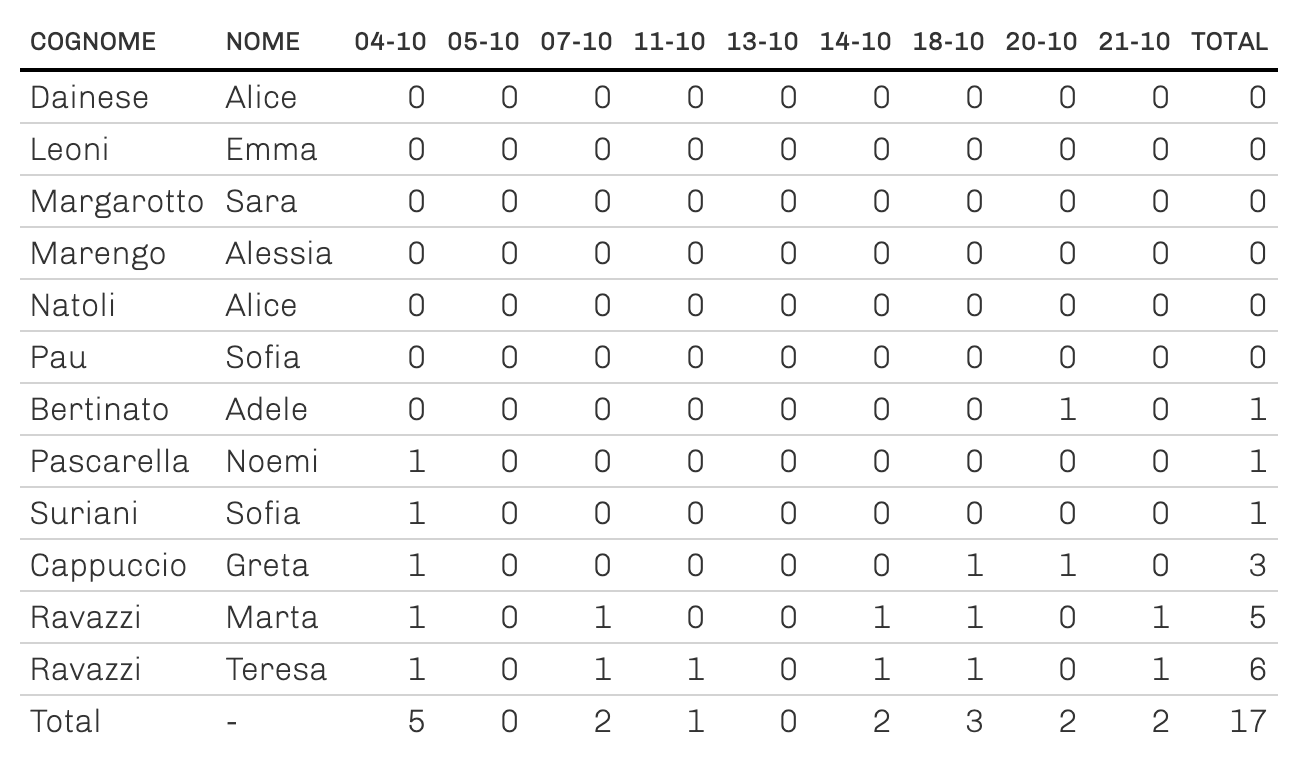 COGNOME NOME 04-10 05-10 07-10 11-10 13-10 14-10 18-10 20-10 21-10 TOTAL
Dainese Alice 0 0 0 0 0 0 0 0 0 0
Leoni Emma 0 0 0 0 0 0 0 0 0 0
Margarotto Sara 0 0 0 0 0 0 0 0 0 0
Marengo Alessia 0 0 0 0 0 0 0 0 0 0
Natoli Alice 0 0 0 0 0 0 0 0 0 0
Pau Sofia 0 0 0 0 0 0 0 0 0 0
Bertinato Adele 0 0 0 0 0 0 0 1 0 1
Pascarella Noemi 1 0 0 0 0 0 0 0 0 1
Suriani Sofia 1 0 0 0 0 0 0 0 0 1
Cappuccio Greta 1 0 0 0 0 0 1 1 0 3
Ravazzi Marta 1 0 1 0 0 1 1 0 1 5
Ravazzi Teresa 1 0 1 1 0 1 1 0 1 6
Total - 5 0 2 1 0 2 3 2 2 17